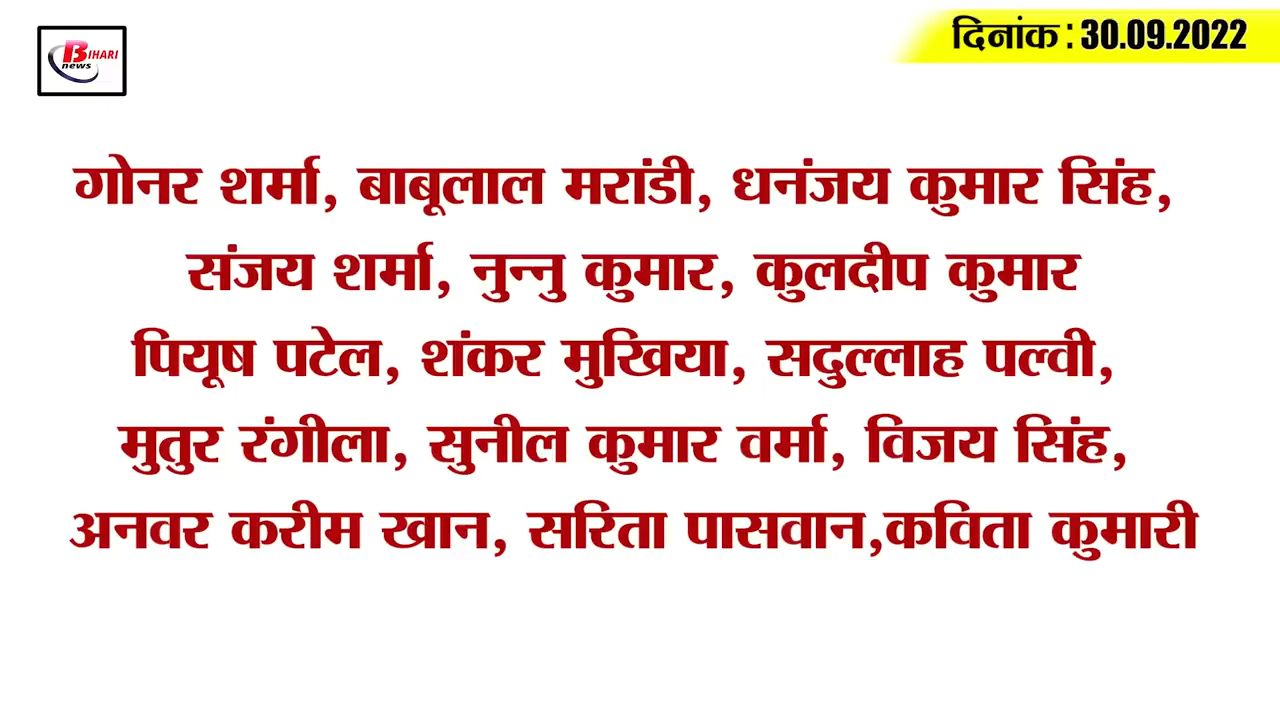 BIHARI
news
दिनांक : 30.09.2022
गोनर शर्मा, बाबूलाल मरांडी, धनंजय कुमार सिंह,
संजय शर्मा, नुन्नु कुमार, कुलदीप कुमार
पियूष पटेल, शंकर मुखिया, सदुल्लाह पल्वी,
मुतुर रंगीला, सुनील कुमार वर्मा, विजय सिंह,
अनवर करीम खान, सरिता पासवान,कविता कुमारी